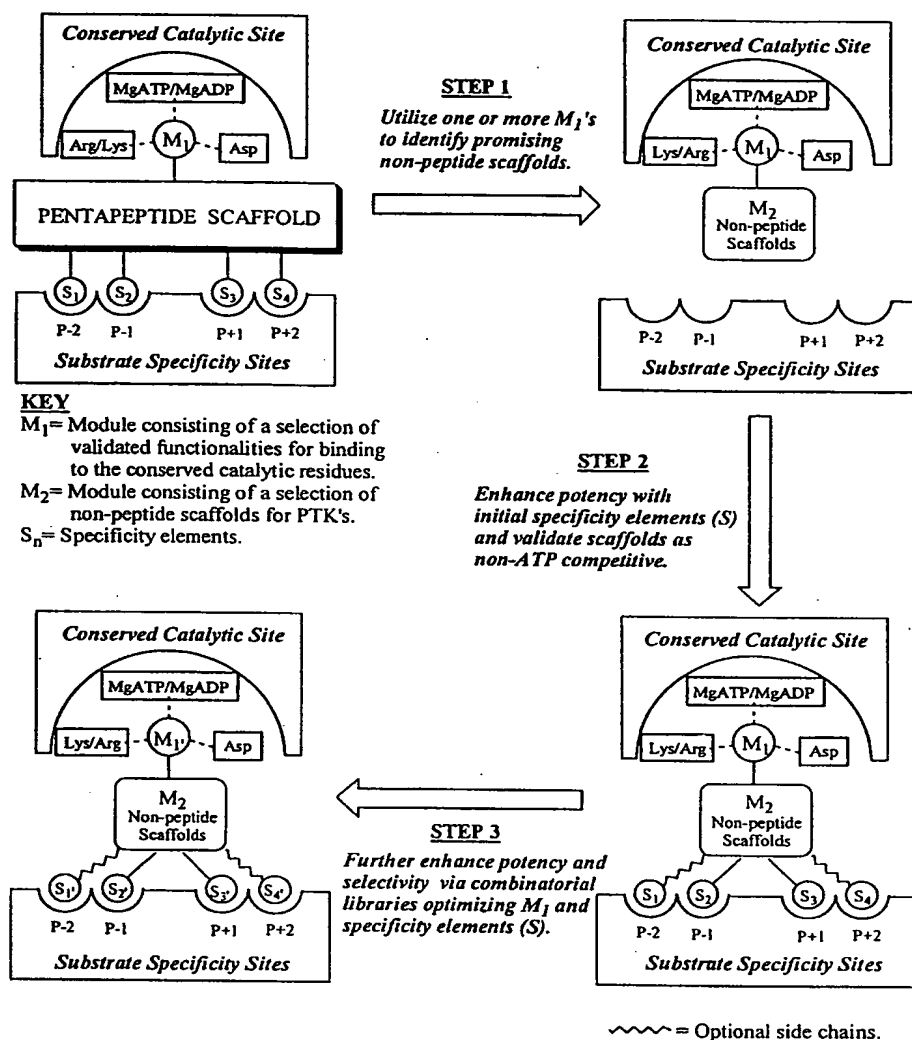 Conserved Catalytic Site
MgATP/MgADP
Arg/Lys
M1
Asp
PENTAPEPTIDE SCAFFOLD
S1
S2
S3
S4
P-2
P-1
P+1
P+2
Substrate Specificity Sites
STEP 1
Utilize one or more M1's
to identify promising
non-peptide scaffolds.
Conserved Catalytic Site
MgATP/MgADP
Lys/Arg
M1
Asp
M2
Non-peptide
Scaffolds
P-2
P-1
P+1
P+2
Substrate Specificity Sites
KEY
M1= Module consisting of a selection of
validated functionalities for binding
to the conserved catalytic residues.
M2= Module consisting of a selection of
non-peptide scaffolds for PTK's.
Sn= Specificity elements.
STEP 2
Enhance potency with
initial specificity elements (S)
and validate scaffolds as
non-ATP competitive.
Conserved Catalytic Site
MgATP/MgADP
Lys/Arg
M1'
Asp
M2
Non-peptide
Scaffolds
S1'
S2'
S3'
S4'
P-2
P-1
P+1
P+2
Substrate Specificity Sites
STEP 3
Further enhance potency and
selectivity via combinatorial
libraries optimizing M1 and
specificity elements (S).
Conserved Catalytic Site
MgATP/MgADP
Lys/Arg
M1
Asp
M2
Non-peptide
Scaffolds
S1
S2
S3
S4
P-2
P-1
P+1
P+2
Substrate Specificity Sites
= Optional side chains.